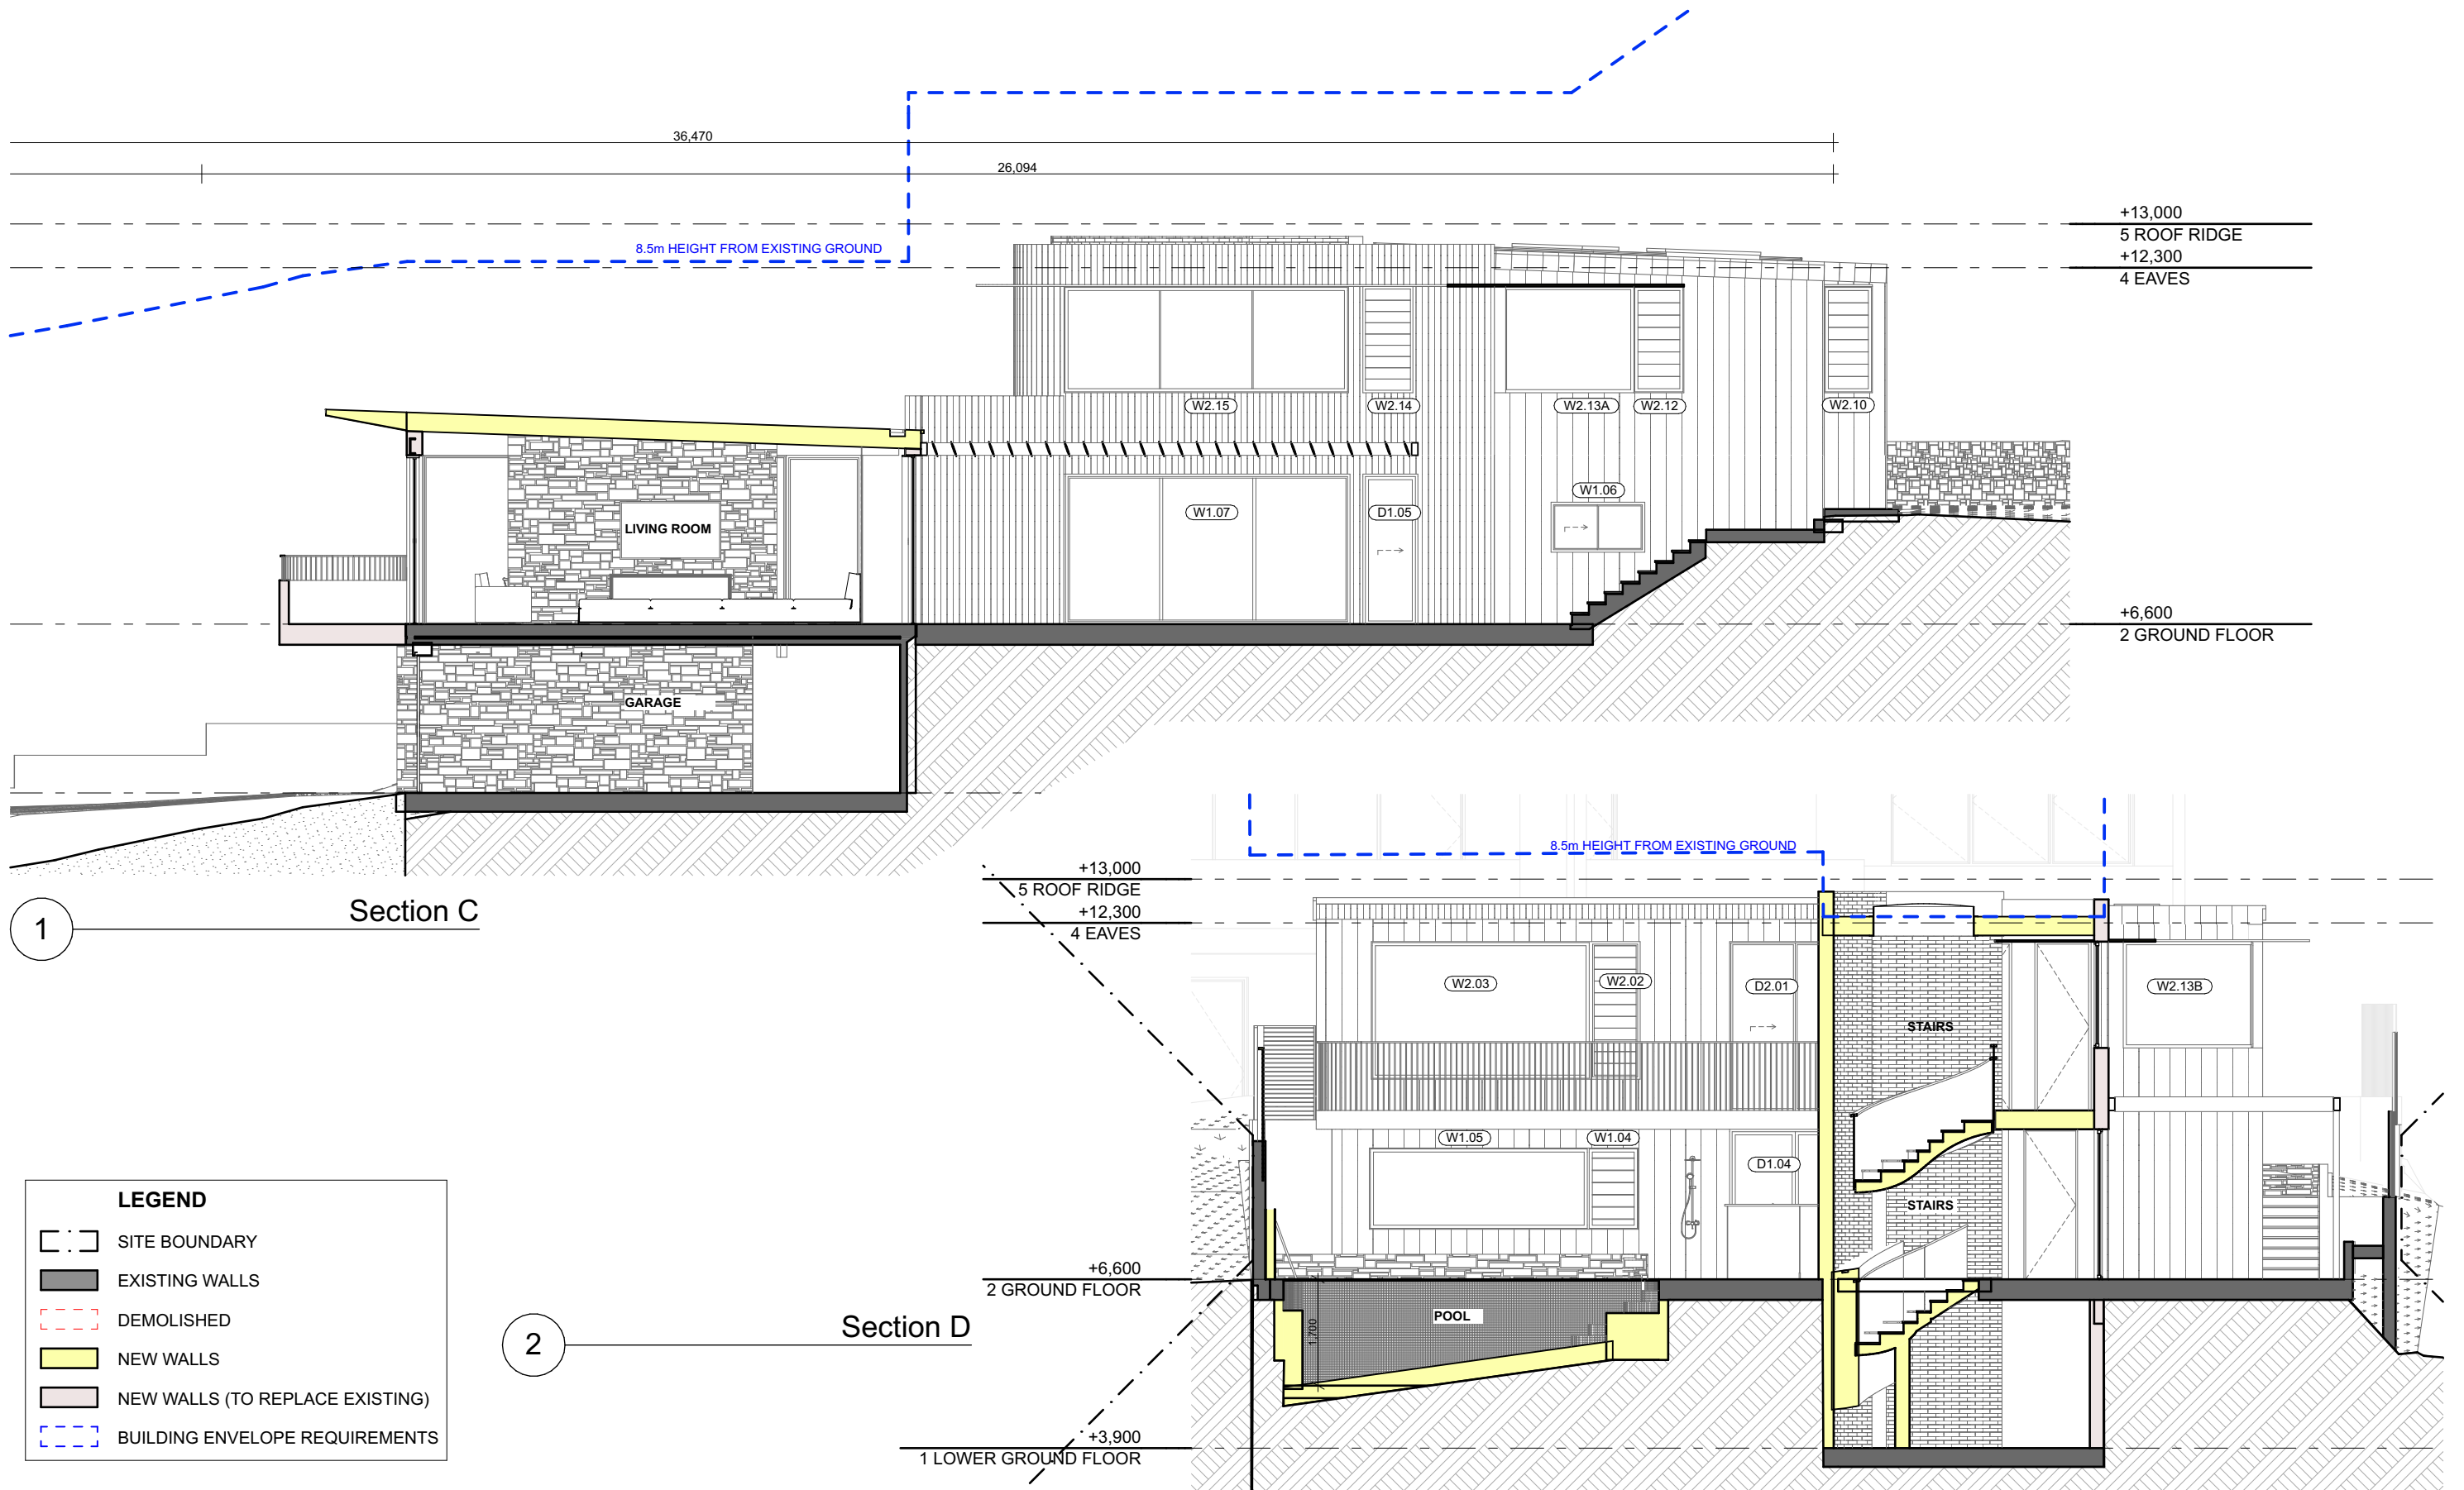 36,470
26,094
8.5m HEIGHT FROM EXISTING GROUND
+13,000
5 ROOF RIDGE
+12,300
4 EAVES
W2.15
W2.14
W2.13A
W2.12
W2.10
W1.06
LIVING ROOM
W1.07
D1.05
+6,600
2 GROUND FLOOR
GARAGE
1
Section C
8.5m HEIGHT FROM EXISTING GROUND
+13,000
5 ROOF RIDGE
+12,300
4 EAVES
W2.03
W2.02
D2.01
W2.13B
STAIRS
W1.05
W1.04
D1.04
STAIRS
+6,600
2 GROUND FLOOR
POOL
1,700
2
Section D
+3,900
1 LOWER GROUND FLOOR
LEGEND
SITE BOUNDARY
EXISTING WALLS
DEMOLISHED
NEW WALLS
NEW WALLS (TO REPLACE EXISTING)
BUILDING ENVELOPE REQUIREMENTS